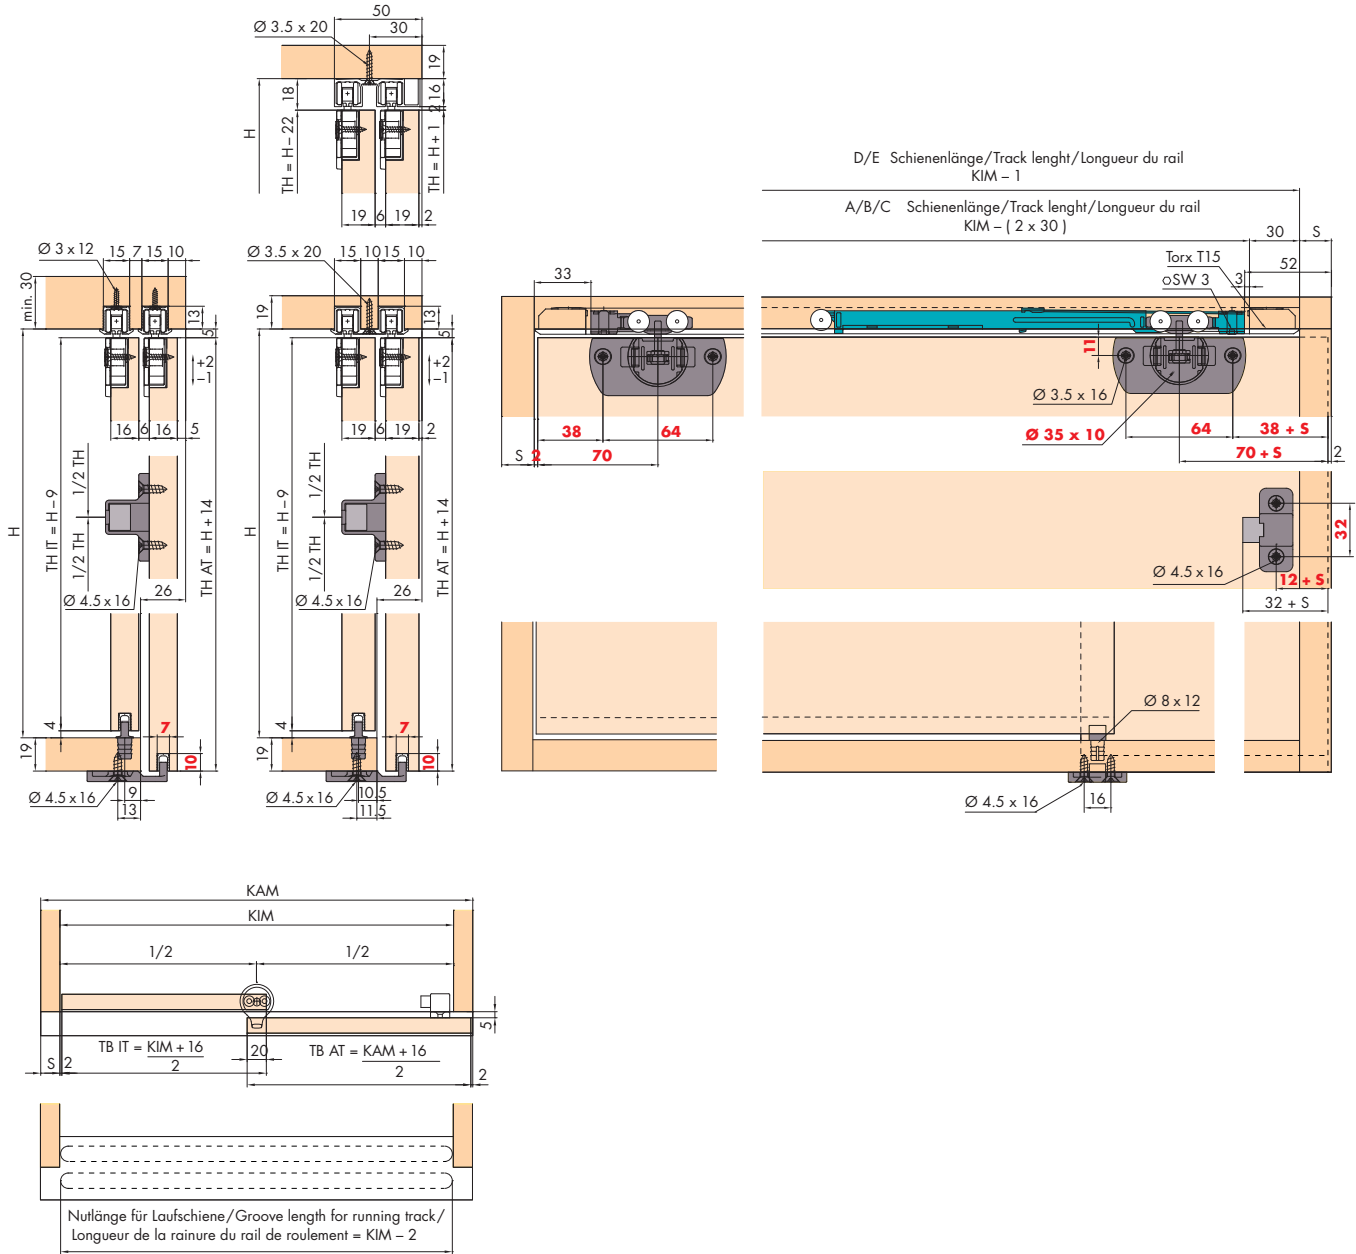 50
Ø 3.5 x 20
30
19
18
16
2
H
TH = H – 22
TH = H + 1
19 6 19 2
D/E Schienenlänge/Track lenght/Longueur du rail
KIM – 1
A/B/C Schienenlänge/Track lenght/Longueur du rail
KIM – ( 2 x 30 )
30 S
Torx T15
52
SW 3
3
33
Ø 3 x 12
15 7 15 10
min. 30
13
5
+2
–1
16 6 16 5
Ø 3.5 x 20
15 10 15 10
19
13
5
+2
–1
19 6 19 2
11
Ø 3.5 x 16
38 64
Ø 35 x 10
64 38 + S
S 2 70
70 + S 2
H
TH IT = H – 9
1/2 TH
1/2 TH
TH AT = H + 14
Ø 4.5 x 16
26
H
TH IT = H – 9
1/2 TH
1/2 TH
TH AT = H + 14
Ø 4.5 x 16
26
32
Ø 4.5 x 16
12 + S
32 + S
4
19
7
10
Ø 4.5 x 16
9
13
4
19
7
10
Ø 4.5 x 16
10.5
11.5
Ø 8 x 12
Ø 4.5 x 16
16
KAM
KIM
1/2 1/2
5
TB IT = KIM + 16
2
20
TB AT = KAM + 16
2
S 2
2
Nutlänge für Laufschiene/Groove length for running track/
Longueur de la rainure du rail de roulement = KIM – 2